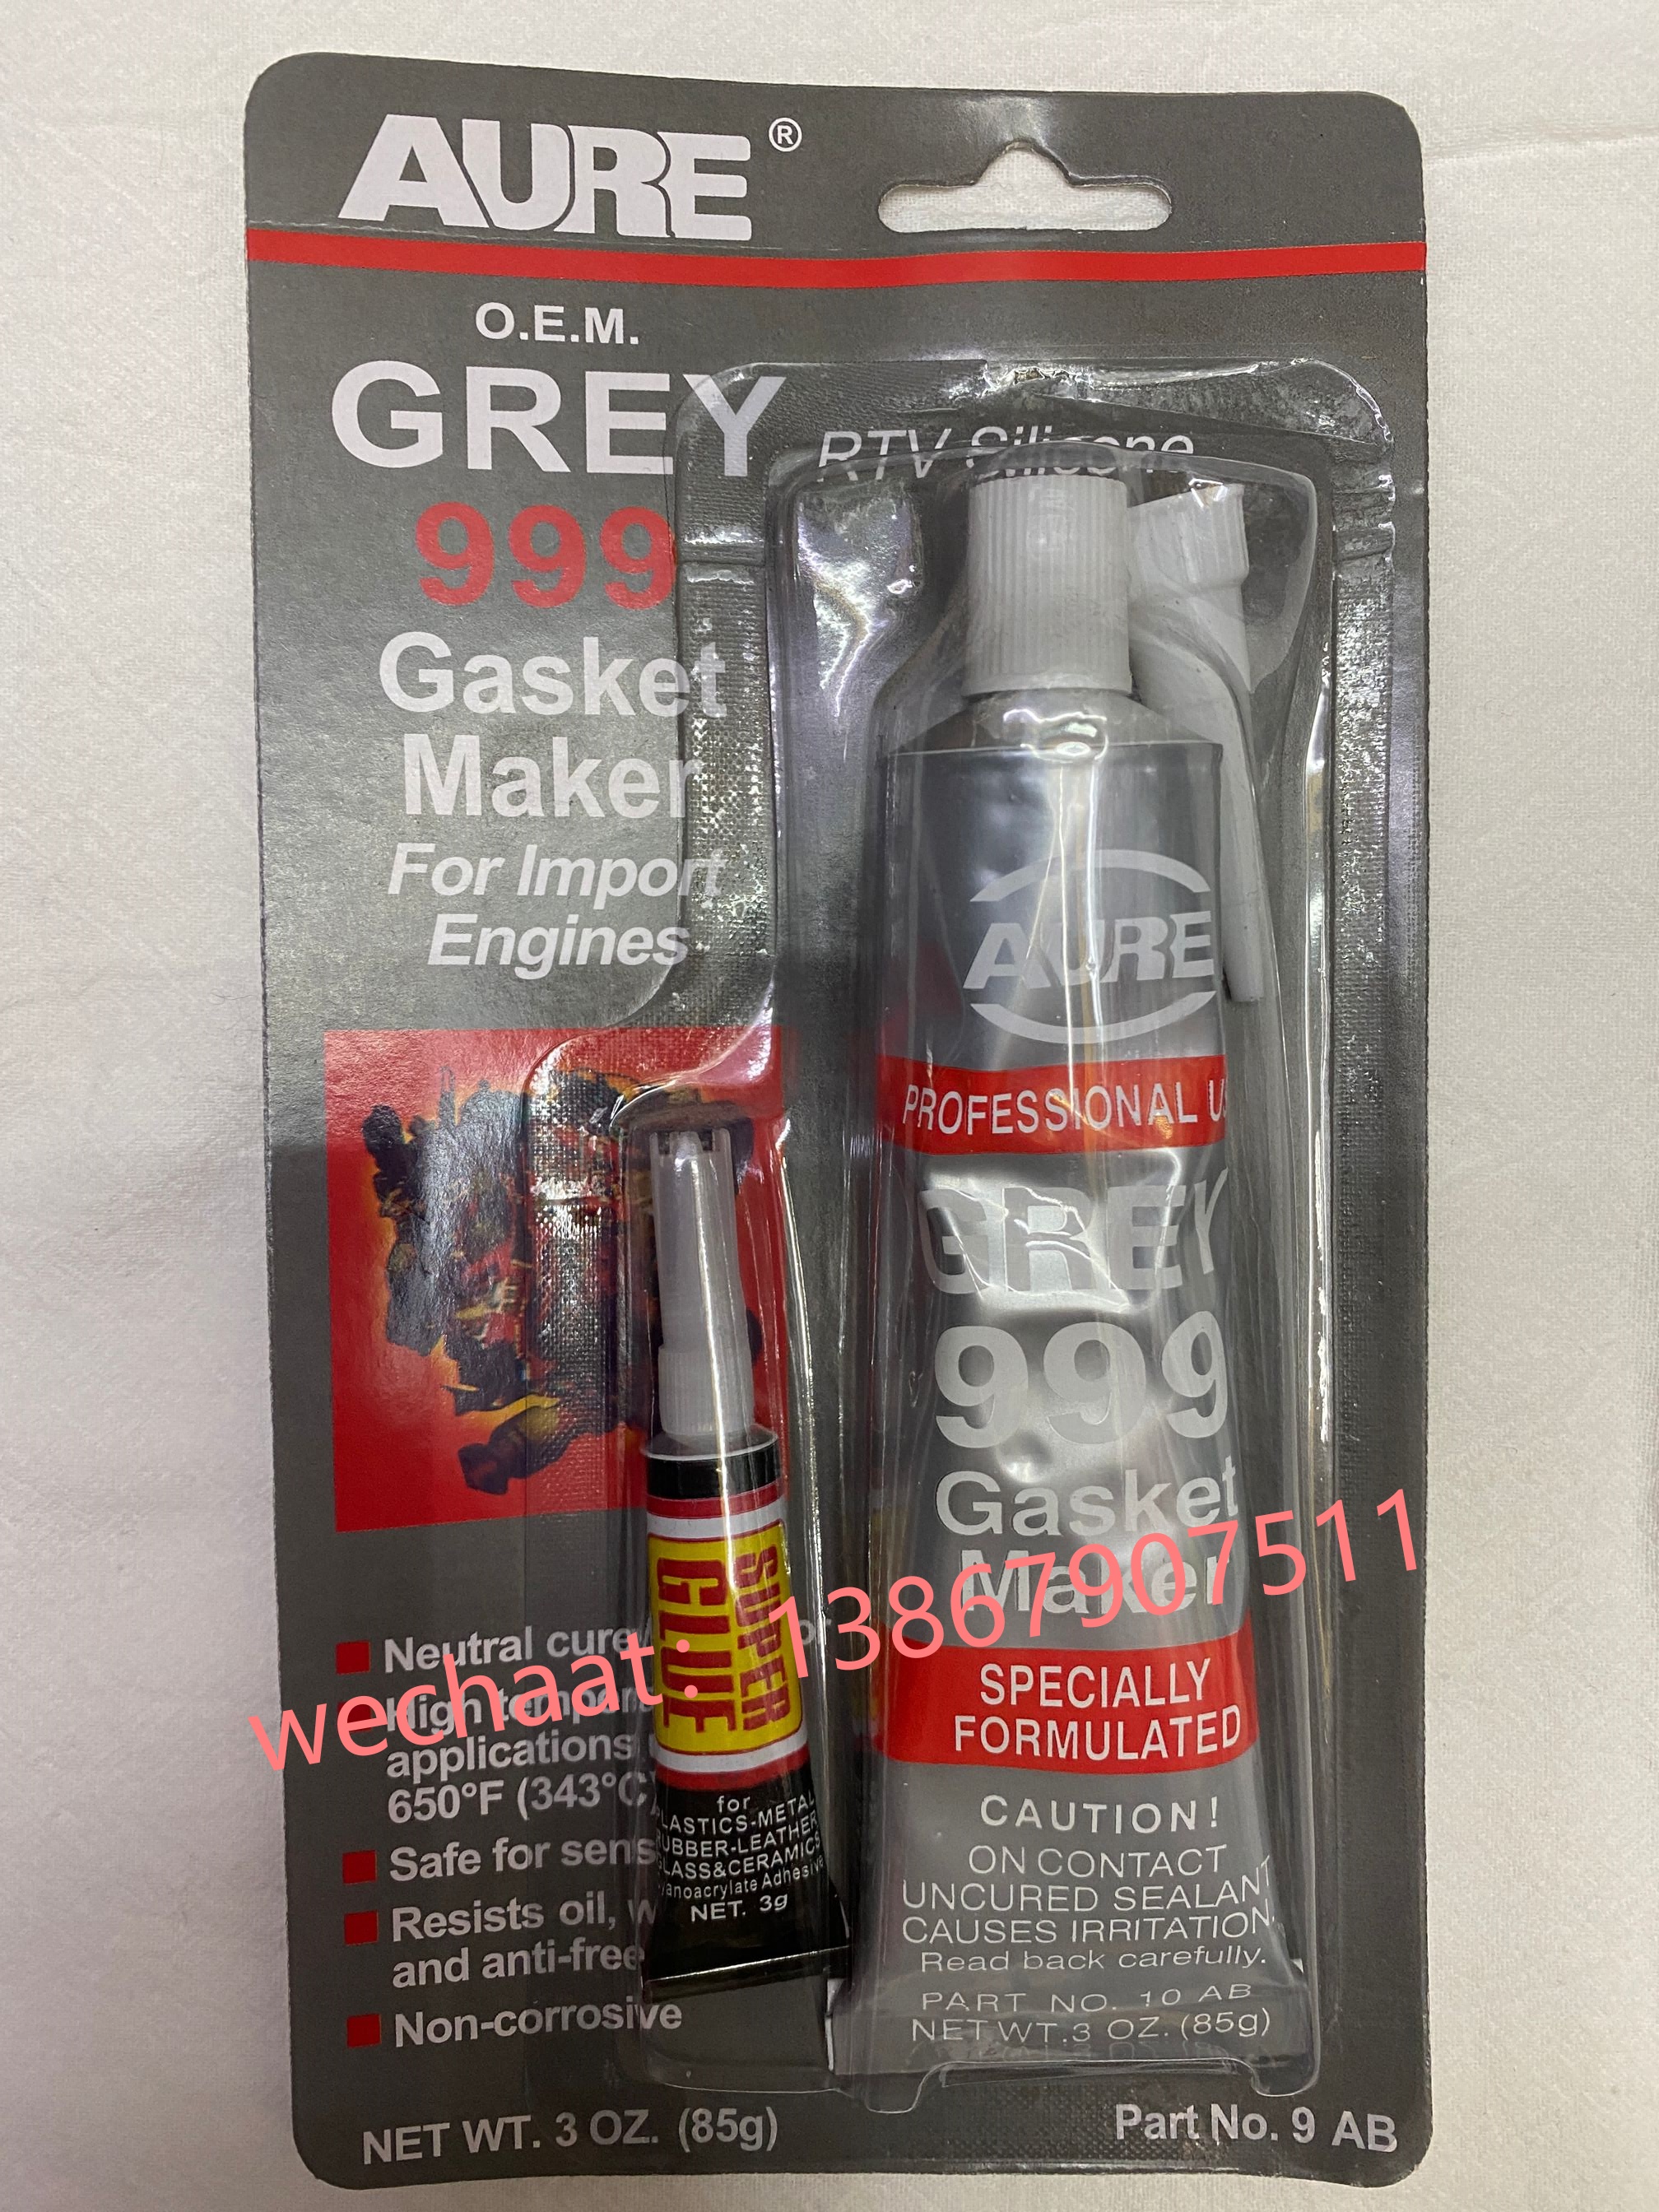 AURE®
O.E.M.
GREY
RTV Silicone
999
Gasket
Maker
For Import
Engines
AURE
PROFESSIONAL U
GREY
999
Gasket
Maker
SPECIALLY
FORMULATED
CAUTION!
ON CONTACT
UNCURED SEALANT
CAUSES IRRITATION.
Read back carefully.
PART NO. 10 AB
NET WT.3 OZ. (85g)
SUPER
GLUE
for
PLASTICS-METAL
RUBBER-LEATHER
GLASS&CERAMICS
Cyanoacrylate Adhesive
NET. 3g
Neutral cure
High temper
applications
650°F (343°C)
Safe for sens
Resists oil, w
and anti-free
Non-corrosive
wechaat: 13867907511
NET WT. 3 OZ. (85g)
Part No. 9 AB